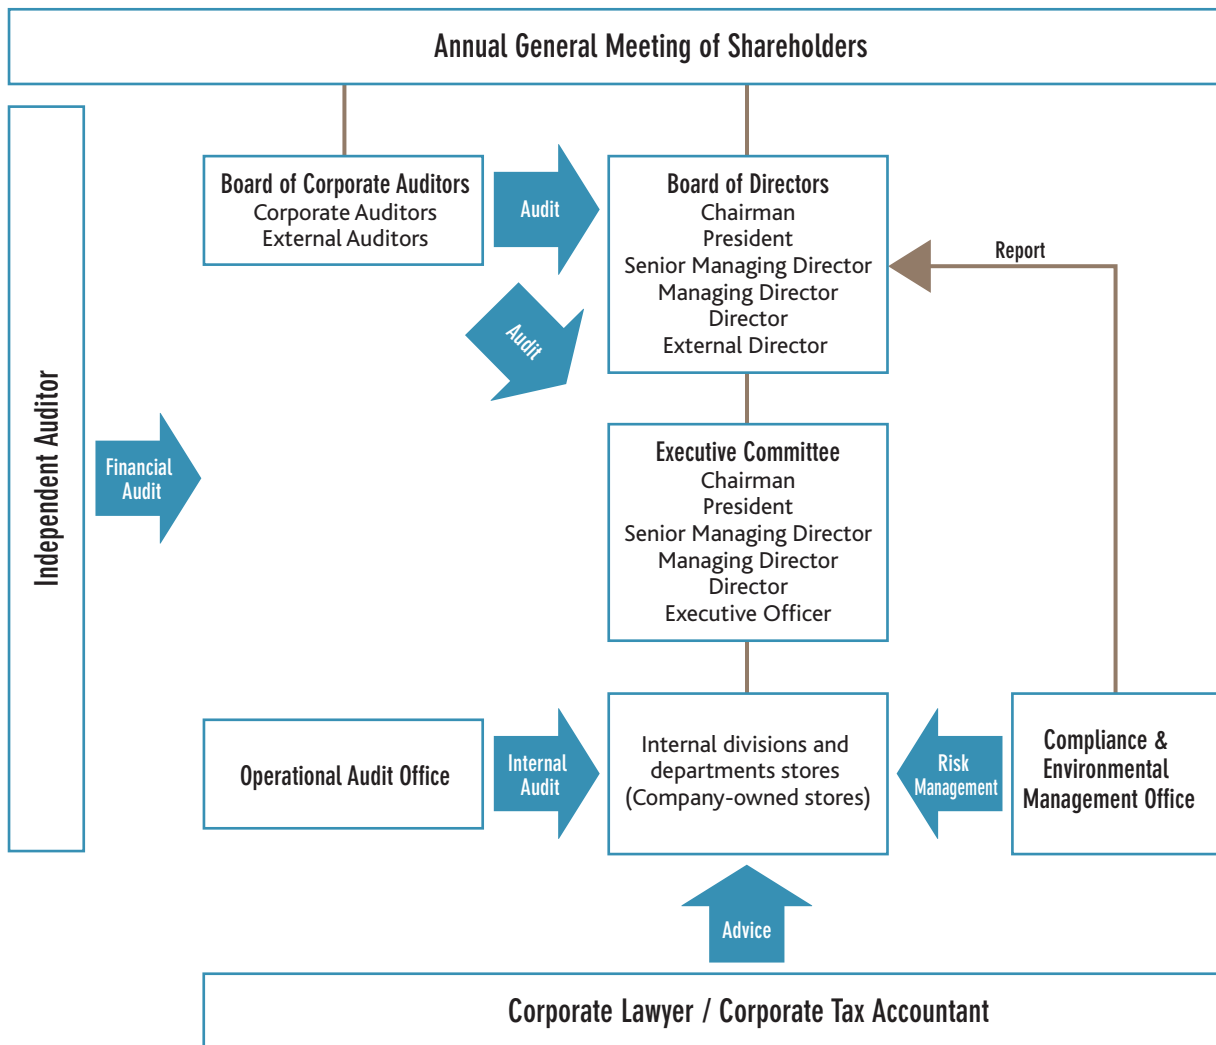 Annual General Meeting of Shareholders
Independent Auditor
Financial
Audit
Board of Corporate Auditors
Corporate Auditors
External Auditors
Audit
Audit
Board of Directors
Chairman
President
Senior Managing Director
Managing Director
Director
External Director
Report
Executive Committee
Chairman
President
Senior Managing Director
Managing Director
Director
Executive Officer
Operational Audit Office
Internal
Audit
Internal divisions and
departments stores
(Company-owned stores)
Risk
Management
Compliance &
Environmental
Management Office
Advice
Corporate Lawyer / Corporate Tax Accountant